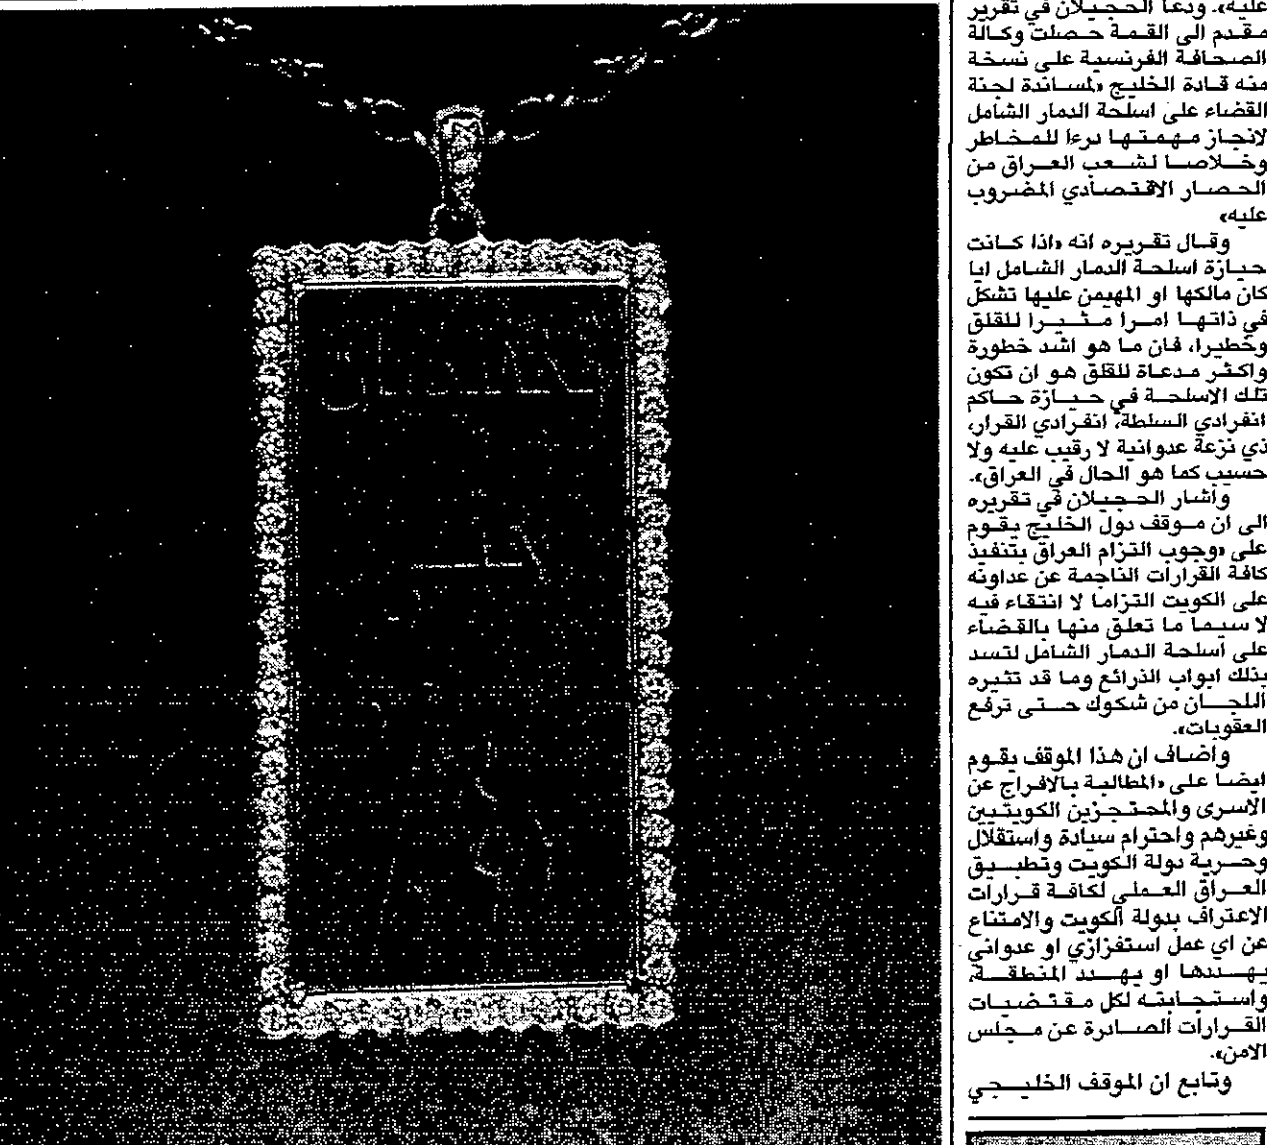 عليه». ودعا الحجيلان في تقرير
مقدم الى القمة حصلت وكالة
الصحافة الفرنسية على نسخة
منه قادة الخليج «لمساندة لجنة
القضاء على اسلحة الدمار الشامل
لانجاز مهمتها درءا للمخاطر
وخلاصا لشعب العراق من
الحصار الاقتصادي المضروب
عليه»
وقال تقريره انه «اذا كانت
حيازة اسلحة الدمار الشامل ايا
كان مالكها او المهيمن عليها تشكل
في ذاتها امرا مثيرا للقلق
وخطيرا، فان ما هو اشد خطورة
واكثر مدعاة للقلق هو ان تكون
تلك الاسلحة في حيازة حاكم
انفرادي السلطة، انفرادي القرار،
ذي نزعة عدوانية لا رقيب عليه ولا
حسيب كما هو الحال في العراق».
وأشار الحجيلان في تقريره
الى ان موقف دول الخليج يقوم
على «وجوب التزام العراق بتنفيذ
كافة القرارات الناجمة عن عداونه
على الكويت التزاما لا انتقاء فيه
لا سيما ما تعلق منها بالقضاء
على أسلحة الدمار الشامل لتسد
بذلك ابواب الذرائع وما قد تثيره
اللجان من شكوك حتى ترفع
العقوبات».
واضاف ان هذا الموقف يقوم
ايضا على «المطالبة بالافراج عن
الاسرى والمحتجزين الكويتيين
وغيرهم واحترام سيادة واستقلال
وحرية دولة الكويت وتطبيق
العراق العملي لكافة قرارات
الاعتراف بدولة الكويت والامتناع
عن اي عمل استفزازي او عدواني
يهددها او يهدد المنطقة،
واستجابته لكل مقتضيات
القرارات الصادرة عن مجلس
الامن».
وتابع ان الموقف الخليجي